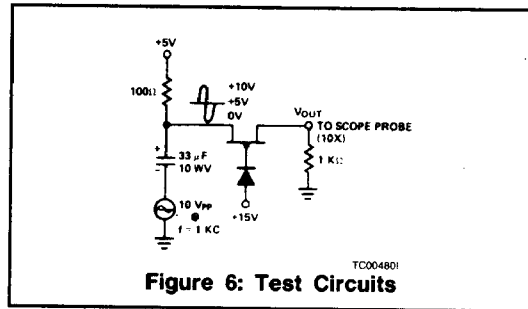 +5V
100Ω
+10V
+5V
0V
VOUT
TO SCOPE PROBE
(10X)
1 KΩ
+
33 μF
10 WV
−
10 VPP
@
f = 1 KC
+15V
TC00480I
Figure 6: Test Circuits